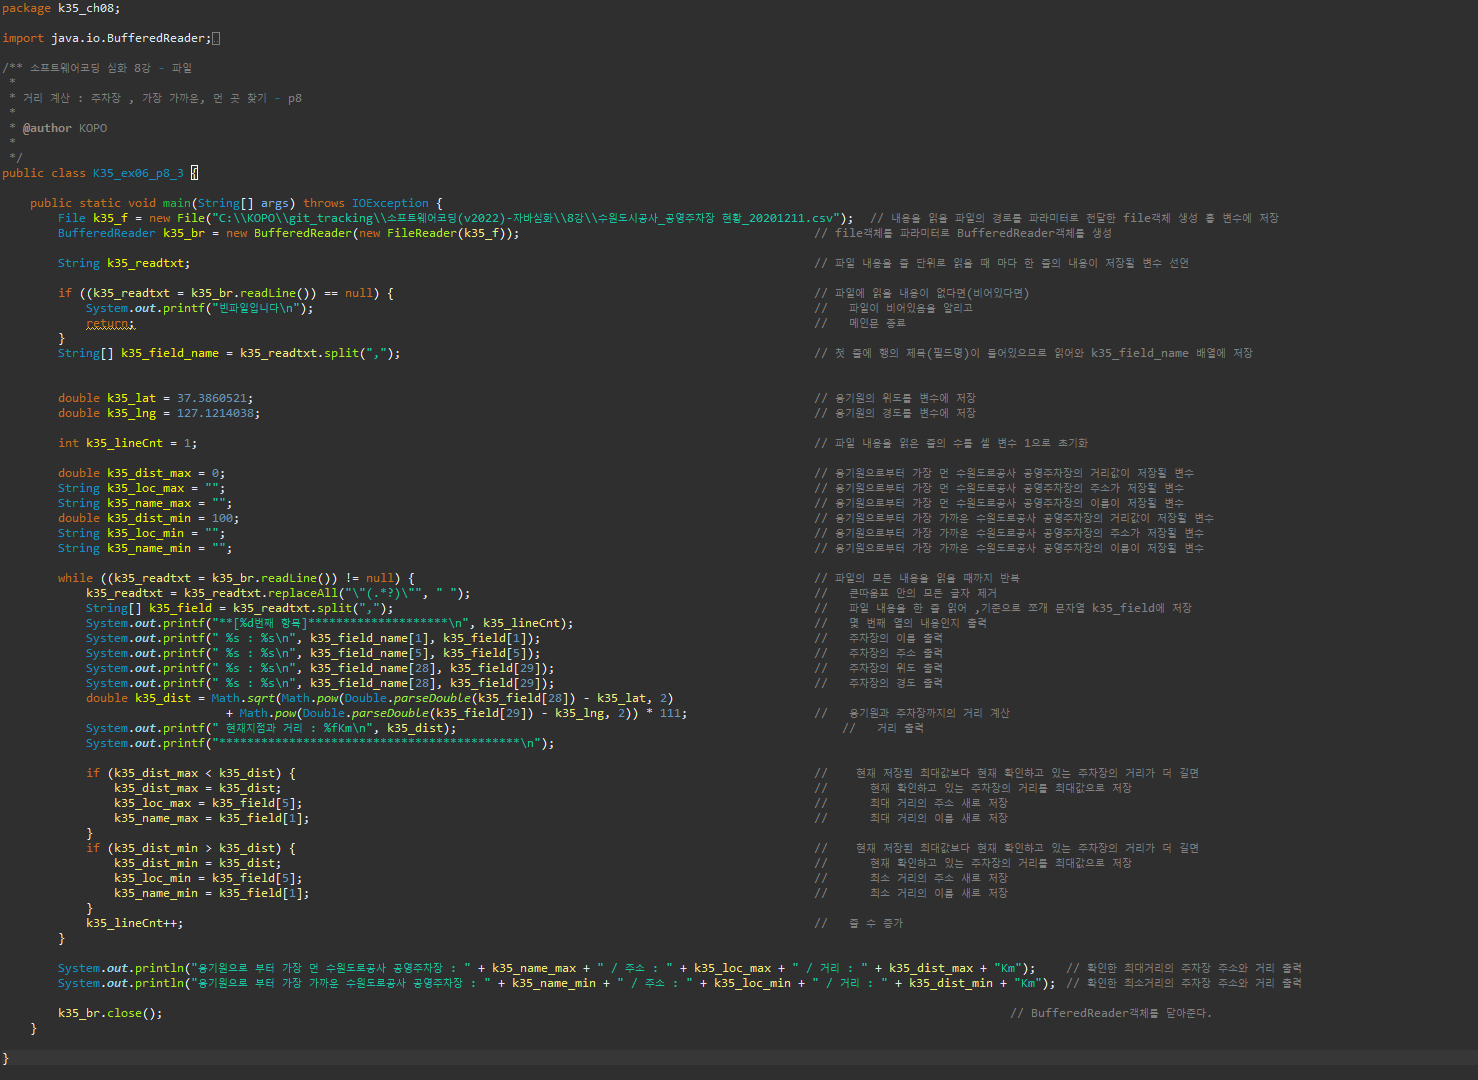 package k35_ch08;
import java.io.BufferedReader;
/** 소프트웨어코딩 심화 8강 - 파일
 *
 * 거리 계산 : 주차장 , 가장 가까운, 먼 곳 찾기 - p8
 *
 * @author KOPO
 *
 */
public class K35_ex06_p8_3 {
public static void main(String[] args) throws IOException {
File k35_f = new File("C:\\KOPO\\git_tracking\\소프트웨어코딩(v2022)-자바심화\\8강\\수원도시공사_공영주차장 현황_20201211.csv"); // 내용을 읽을 파일의 경로를 파라미터로 전달한 file객체 생성 홀 변수에 저장
BufferedReader k35_br = new BufferedReader(new FileReader(k35_f)); // file객체를 파라미터로 BufferedReader객체를 생성
String k35_readtxt; // 파일 내용을 줄 단위로 읽을 때 마다 한 줄의 내용이 저장될 변수 선언
if ((k35_readtxt = k35_br.readLine()) == null) { // 파일에 읽을 내용이 없다면(비어있다면)
System.out.printf("빈파일입니다\n"); // 파일이 비어있음을 알리고
return; // 메인문 종료
}
String[] k35_field_name = k35_readtxt.split(","); // 첫 줄에 행의 제목(필드명)이 들어있으므로 읽어와 k35_field_name 배열에 저장
double k35_lat = 37.3860521; // 융기원의 위도를 변수에 저장
double k35_lng = 127.1214038; // 융기원의 경도를 변수에 저장
int k35_lineCnt = 1; // 파일 내용을 읽은 줄의 수를 셀 변수 1으로 초기화
double k35_dist_max = 0; // 융기원으로부터 가장 먼 수원도로공사 공영주차장의 거리값이 저장될 변수
String k35_loc_max = ""; // 융기원으로부터 가장 먼 수원도로공사 공영주차장의 주소가 저장될 변수
String k35_name_max = ""; // 융기원으로부터 가장 먼 수원도로공사 공영주차장의 이름이 저장될 변수
double k35_dist_min = 100; // 융기원으로부터 가장 가까운 수원도로공사 공영주차장의 거리값이 저장될 변수
String k35_loc_min = ""; // 융기원으로부터 가장 가까운 수원도로공사 공영주차장의 주소가 저장될 변수
String k35_name_min = ""; // 융기원으로부터 가장 가까운 수원도로공사 공영주차장의 이름이 저장될 변수
while ((k35_readtxt = k35_br.readLine()) != null) { // 파일의 모든 내용을 읽을 때까지 반복
k35_readtxt = k35_readtxt.replaceAll("\"(.*?)\"", " "); // 큰따옴표 안의 모든 글자 제거
String[] k35_field = k35_readtxt.split(","); // 파일 내용을 한 줄 읽어 ,기준으로 쪼개 문자열 k35_field에 저장
System.out.printf("**[%d번째 항목]********************\n", k35_lineCnt); // 몇 번째 열의 내용인지 출력
System.out.printf(" %s : %s\n", k35_field_name[1], k35_field[1]); // 주차장의 이름 출력
System.out.printf(" %s : %s\n", k35_field_name[5], k35_field[5]); // 주차장의 주소 출력
System.out.printf(" %s : %s\n", k35_field_name[28], k35_field[29]); // 주차장의 위도 출력
System.out.printf(" %s : %s\n", k35_field_name[28], k35_field[29]); // 주차장의 경도 출력
double k35_dist = Math.sqrt(Math.pow(Double.parseDouble(k35_field[28]) - k35_lat, 2)
+ Math.pow(Double.parseDouble(k35_field[29]) - k35_lng, 2)) * 111; // 융기원과 주차장까지의 거리 계산
System.out.printf(" 현재지점과 거리 : %fKm\n", k35_dist); // 거리 출력
System.out.printf("*******************************************\n");
if (k35_dist_max < k35_dist) { // 현재 저장된 최대값보다 현재 확인하고 있는 주차장의 거리가 더 길면
k35_dist_max = k35_dist; // 현재 확인하고 있는 주차장의 거리를 최대값으로 저장
k35_loc_max = k35_field[5]; // 최대 거리의 주소 새로 저장
k35_name_max = k35_field[1]; // 최대 거리의 이름 새로 저장
}
if (k35_dist_min > k35_dist) { // 현재 저장된 최대값보다 현재 확인하고 있는 주차장의 거리가 더 길면
k35_dist_min = k35_dist; // 현재 확인하고 있는 주차장의 거리를 최대값으로 저장
k35_loc_min = k35_field[5]; // 최소 거리의 주소 새로 저장
k35_name_min = k35_field[1]; // 최소 거리의 이름 새로 저장
}
k35_lineCnt++; // 줄 수 증가
}
System.out.println("융기원으로 부터 가장 먼 수원도로공사 공영주차장 : " + k35_name_max + " / 주소 : " + k35_loc_max + " / 거리 : " + k35_dist_max + "Km"); // 확인한 최대거리의 주차장 주소와 거리 출력
System.out.println("융기원으로 부터 가장 가까운 수원도로공사 공영주차장 : " + k35_name_min + " / 주소 : " + k35_loc_min + " / 거리 : " + k35_dist_min + "Km"); // 확인한 최소거리의 주차장 주소와 거리 출력
k35_br.close(); // BufferedReader객체를 닫아준다.
}
}